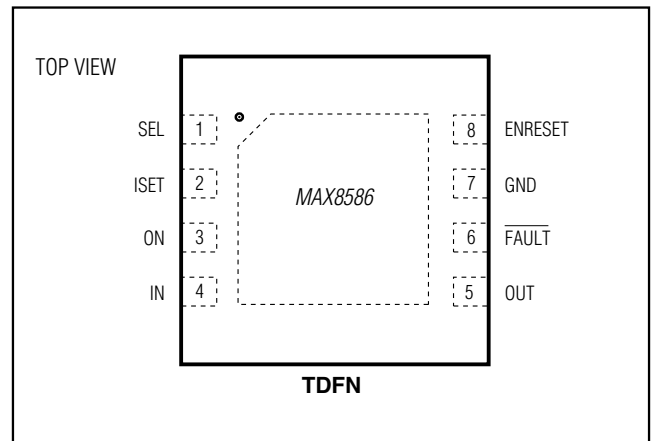 TOP VIEW
SEL 1 8 ENRESET
ISET 2 MAX8586 7 GND
ON 3 6 FAULT
IN 4 5 OUT
TDFN